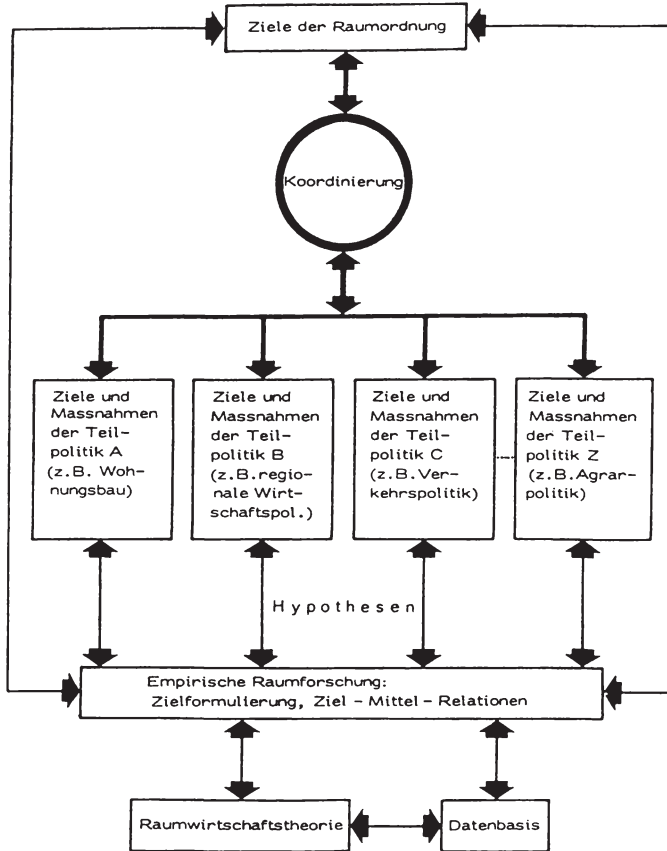 Ziele der Raumordnung
Koordinierung
Ziele und
Massnahmen
der Teil-
politik A
(z.B. Woh-
nungsbau)
Ziele und
Massnahmen
der Teil-
politik B
(z.B.regio-
nale Wirt-
schaftspol.)
Ziele und
Massnahmen
der Teil-
politik C
(z.B.Ver-
kehrspolitik)
Ziele und
Massnahmen
der Teil-
politik Z
(z.B.Agrar-
politik)
Hypothesen
Empirische Raumforschung:
Zielformulierung, Ziel - Mittel - Relationen
Raumwirtschaftstheorie
Datenbasis